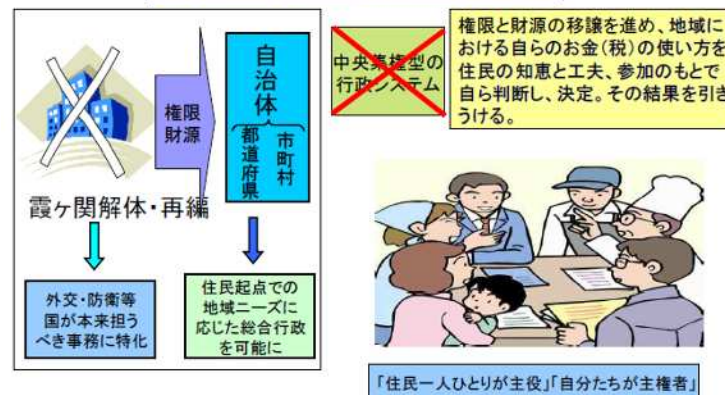 権限
財源
自治体
都道府県
市町村
霞ヶ関解体・再編
外交・防衛等
国が本来担う
べき事務に特化
住民起点での
地域ニーズに
応じた総合行政
を可能に
中央集権型の
行政システム
権限と財源の移譲を進め、地域に
おける自らのお金(税)の使い方を
住民の知恵と工夫、参加のもとで
自ら判断し、決定。その結果を引き
うける。
「住民一人ひとりが主役」「自分たちが主権者」